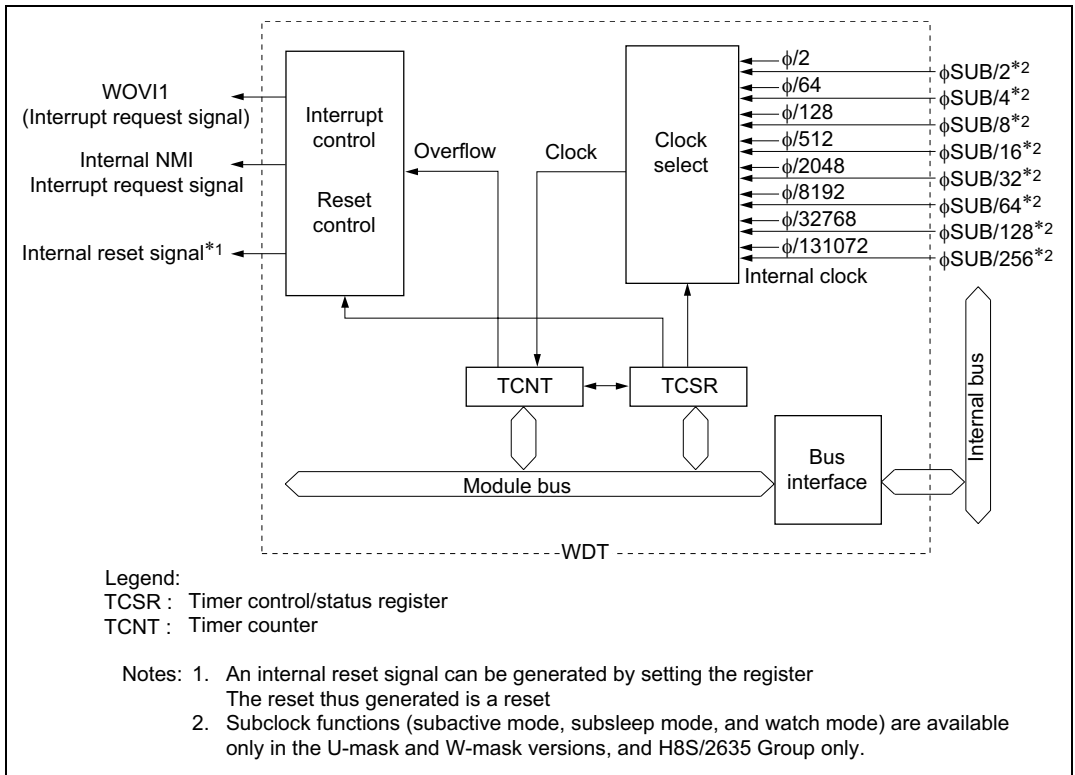 WOVI1
(Interrupt request signal)
Internal NMI
Interrupt request signal
Internal reset signal*1
Interrupt
control
Reset
control
Overflow
Clock
Clock
select
ϕ/2
ϕ/64
ϕ/128
ϕ/512
ϕ/2048
ϕ/8192
ϕ/32768
ϕ/131072
Internal clock
ϕSUB/2*2
ϕSUB/4*2
ϕSUB/8*2
ϕSUB/16*2
ϕSUB/32*2
ϕSUB/64*2
ϕSUB/128*2
ϕSUB/256*2
TCNT
TCSR
Module bus
Bus
interface
Internal bus
WDT
Legend:
TCSR : Timer control/status register
TCNT : Timer counter
Notes: 1. An internal reset signal can be generated by setting the register
The reset thus generated is a reset
2. Subclock functions (subactive mode, subsleep mode, and watch mode) are available
only in the U-mask and W-mask versions, and H8S/2635 Group only.